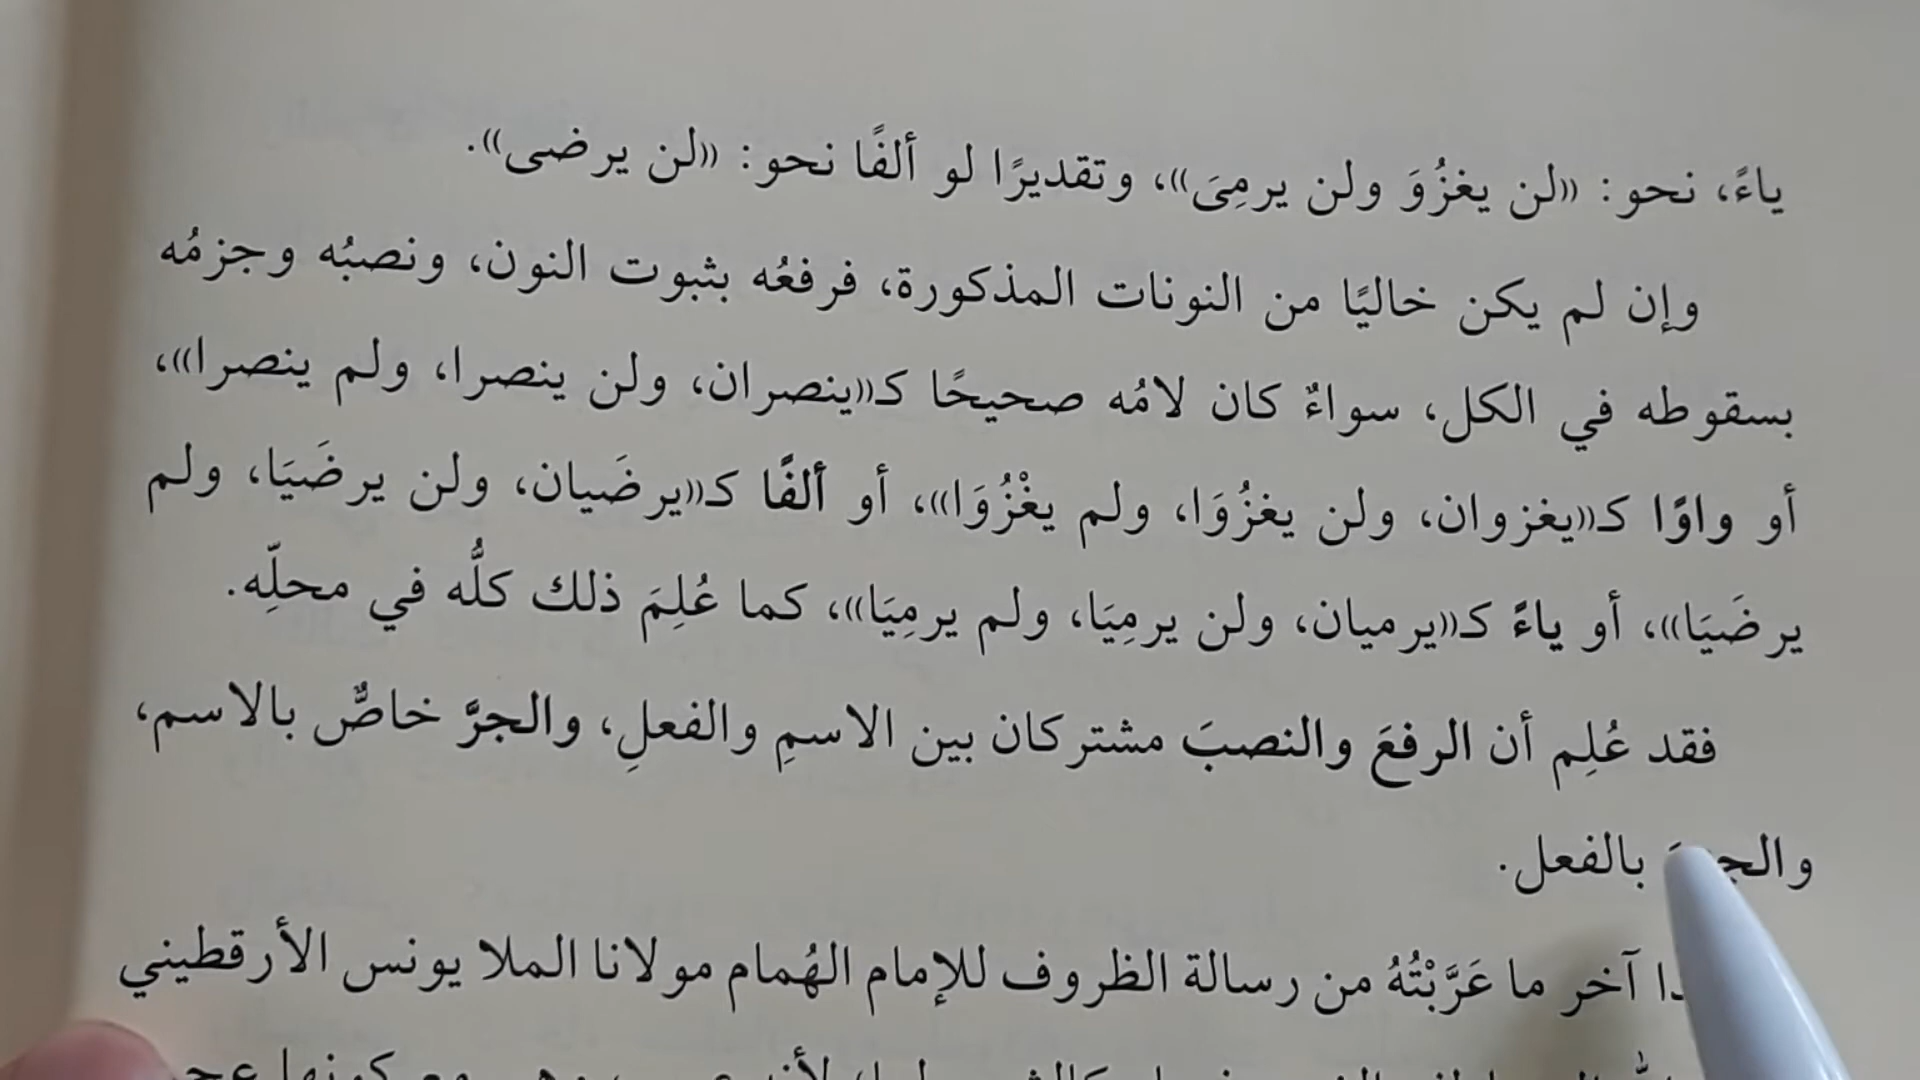 ياءً، نحو: «لن يغزُوَ ولن يرمِىَ»، وتقديرًا لو ألفًا نحو: «لن يرضى».
وإن لم يكن خاليًا من النونات المذكورة، فرفعُه بثبوت النون، ونصبُه وجزمُه
بسقوطه في الكل، سواءٌ كان لامُه صحيحًا كـ«ينصران، ولن ينصرا، ولم ينصرا»،
أو واوًا كـ«يغزوان، ولن يغزُوَا، ولم يغْزُوَا»، أو ألفًا كـ«يرضَيان، ولن يرضَيَا، ولم
يرضَيَا»، أو ياءً كـ«يرميان، ولن يرمِيَا، ولم يرمِيَا»، كما عُلِمَ ذلك كلُّه في محلِّه.
فقد عُلِم أن الرفعَ والنصبَ مشتركان بين الاسمِ والفعلِ، والجرَّ خاصٌّ بالاسم،
بالفعل.
آخر ما عَرَّبْتُهُ من رسالة الظروف للإمام الهُمام مولانا الملا يونس الأرقطيني